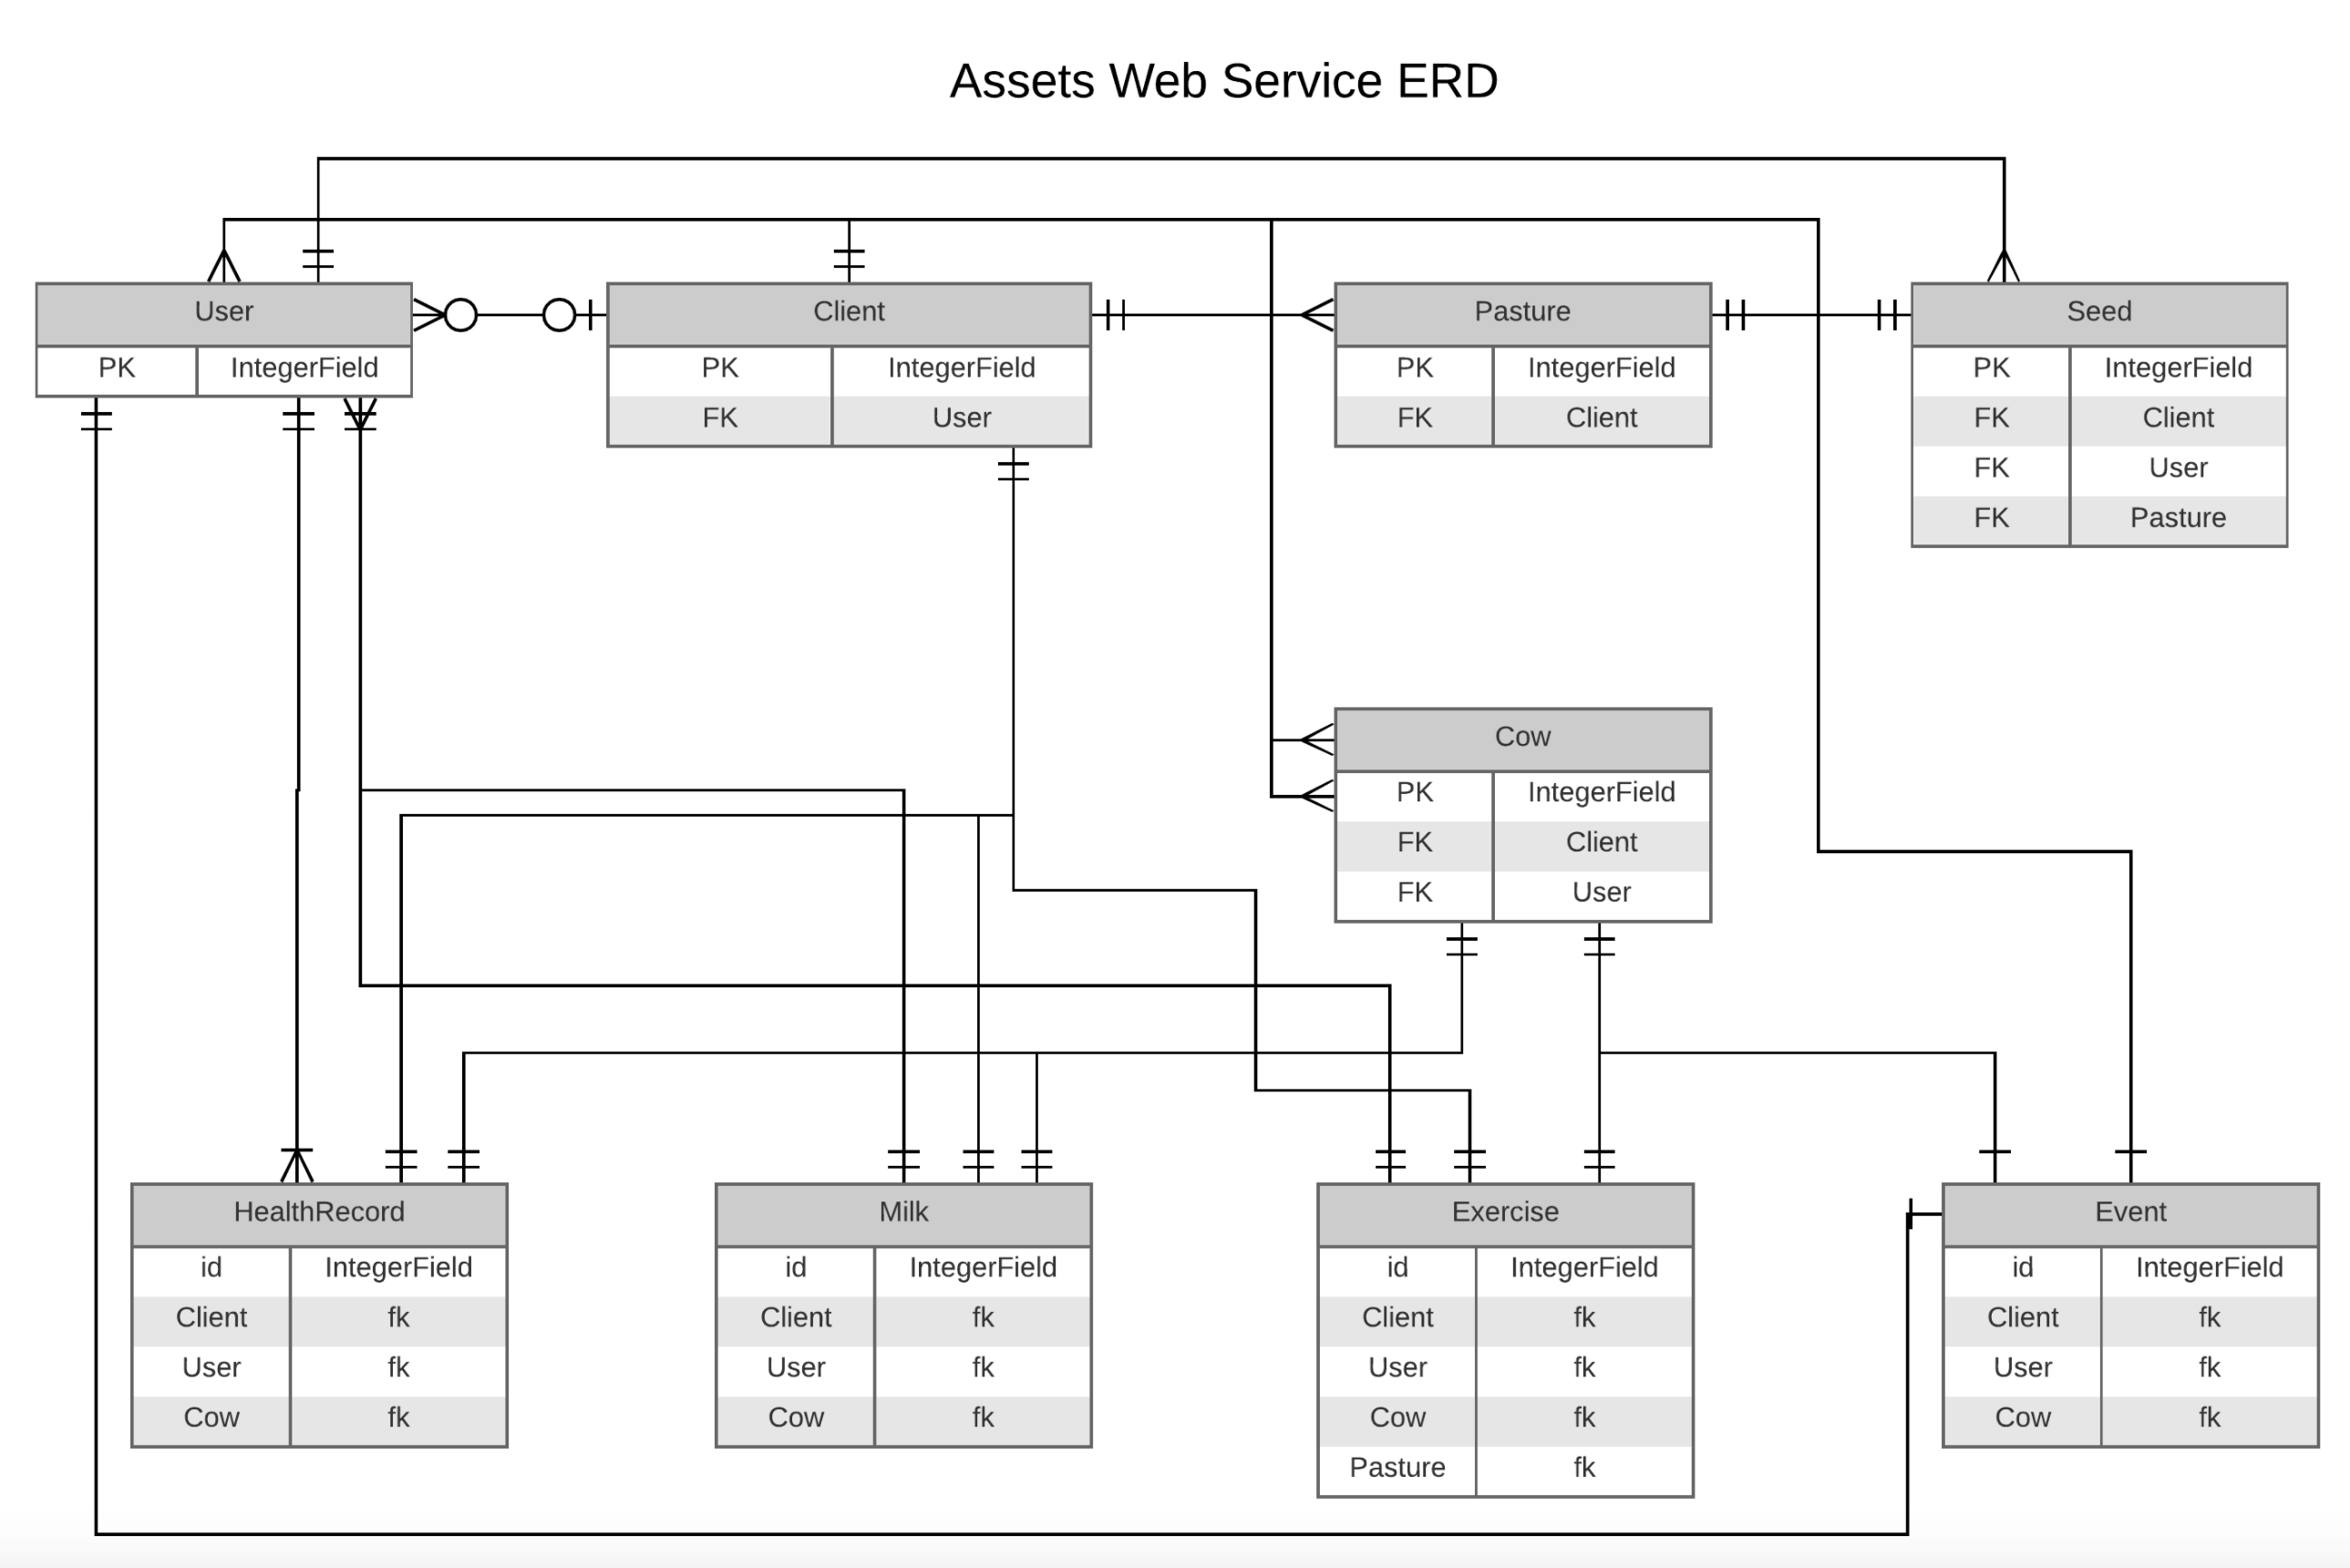 Assets Web Service ERD
User
PK IntegerField
Client
PK IntegerField
FK User
Pasture
PK IntegerField
FK Client
Seed
PK IntegerField
FK Client
FK User
FK Pasture
Cow
PK IntegerField
FK Client
FK User
HealthRecord
id IntegerField
Client fk
User fk
Cow fk
Milk
id IntegerField
Client fk
User fk
Cow fk
Exercise
id IntegerField
Client fk
User fk
Cow fk
Pasture fk
Event
id IntegerField
Client fk
User fk
Cow fk